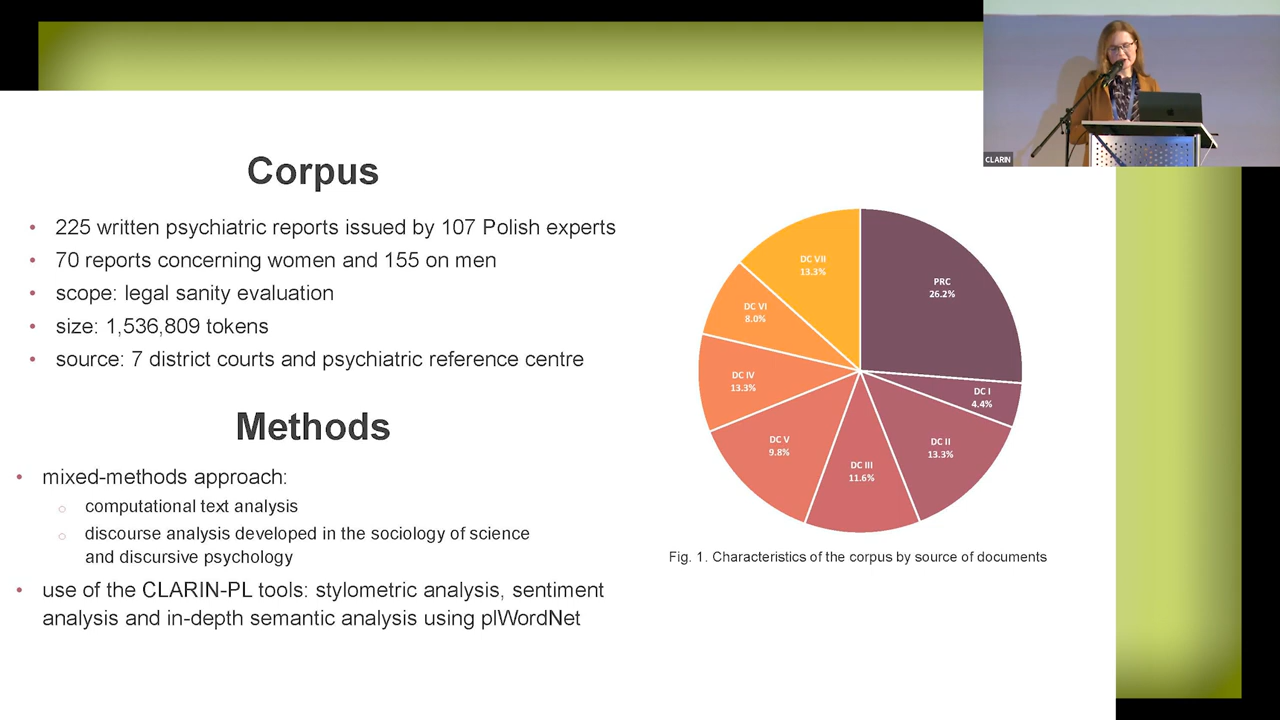 Corpus
• 225 written psychiatric reports issued by 107 Polish experts
• 70 reports concerning women and 155 on men
• scope: legal sanity evaluation
• size: 1,536,809 tokens
• source: 7 district courts and psychiatric reference centre
Methods
• mixed-methods approach:
○ computational text analysis
○ discourse analysis developed in the sociology of science
and discursive psychology
• use of the CLARIN-PL tools: stylometric analysis, sentiment
analysis and in-depth semantic analysis using plWordNet
PRC
26.2%
DC I
4.4%
DC II
13.3%
DC III
11.6%
DC V
9.8%
DC IV
13.3%
DC VI
8.0%
DC VII
13.3%
Fig. 1. Characteristics of the corpus by source of documents
CLARIN